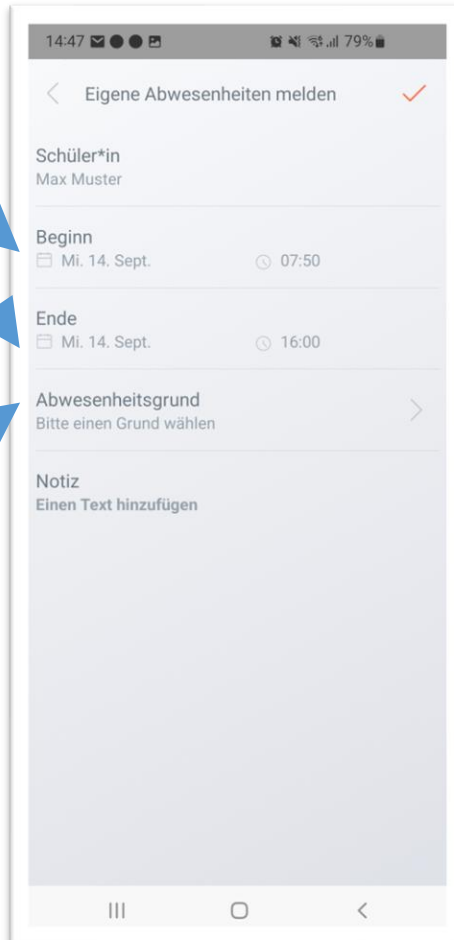 14:47 79%
Eigene Abwesenheiten melden
Schüler*in
Max Muster
Beginn
Mi. 14. Sept. 07:50
Ende
Mi. 14. Sept. 16:00
Abwesenheitsgrund
Bitte einen Grund wählen
Notiz
Einen Text hinzufügen